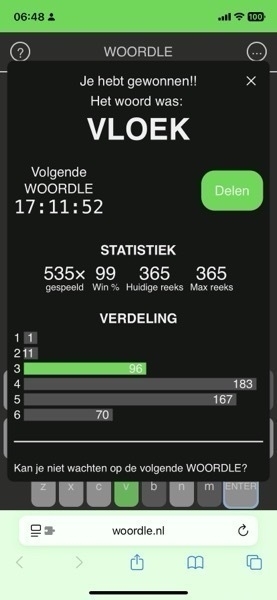 06:48
100
? WOORDLE ...
Je hebt gewonnen!!
Het woord was:
VLOEK
Volgende
WOORDLE
17:11:52
Delen
STATISTIEK
535× 99 365 365
gespeeld Win % Huidige reeks Max reeks
VERDELING
1 1
2 11
3 96
4 183
5 167
6 70
Kan je niet wachten op de volgende WOORDLE?
z x c v b n m ENTER
woordle.nl